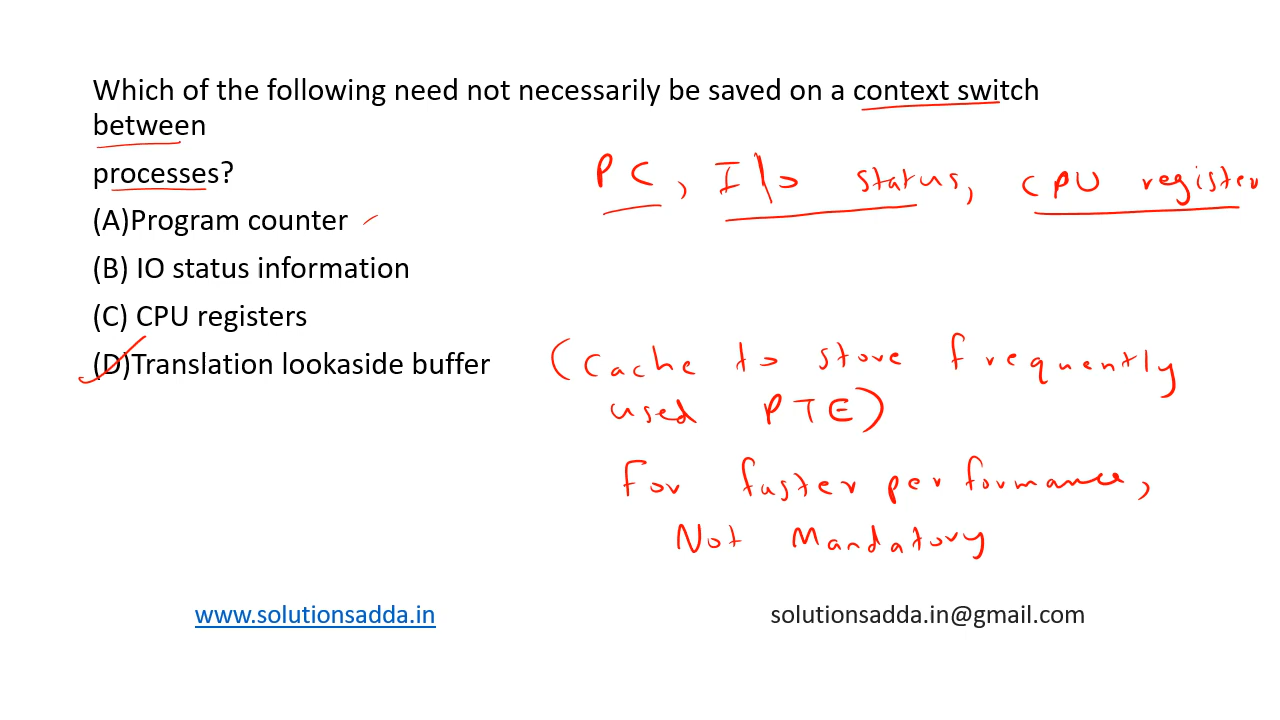 Which of the following need not necessarily be saved on a context switch
between
processes?
PC, I/O status, CPU register
(A)Program counter
(B) IO status information
(C) CPU registers
(D)Translation lookaside buffer
(Cache to store frequently
used PTE)
For faster performance,
Not Mandatory
www.solutionsadda.in
solutionsadda.in@gmail.com